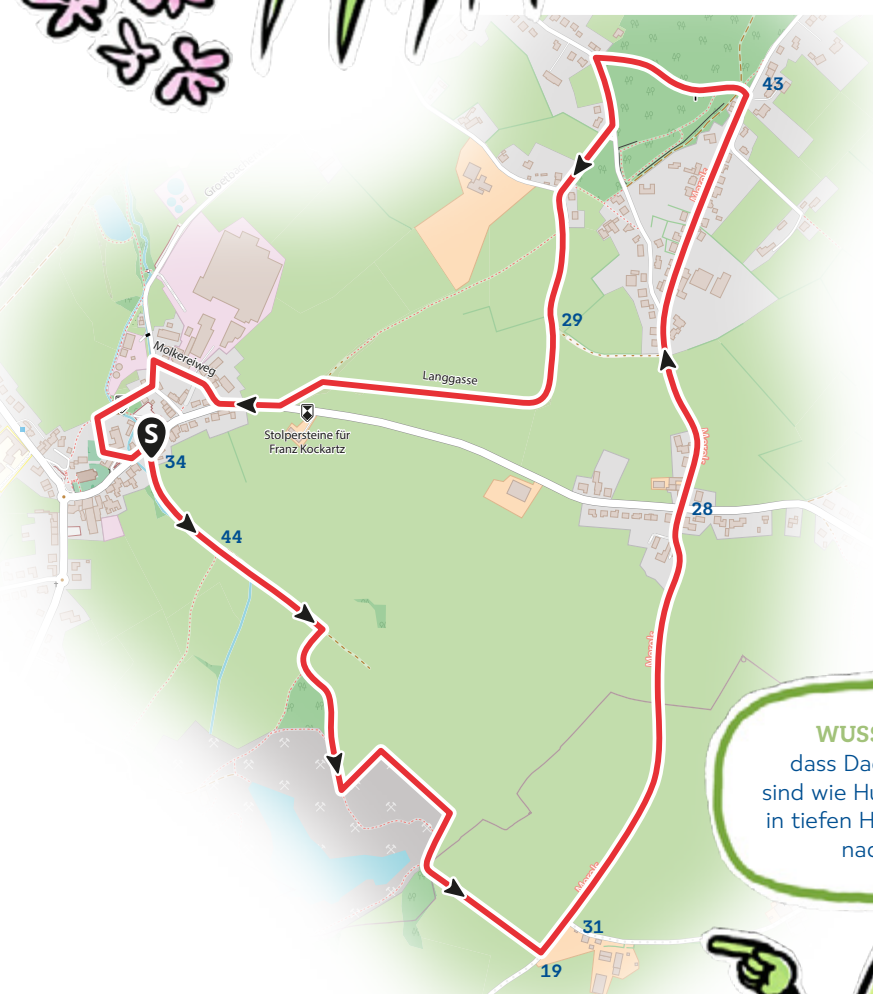 43
29
Molkereiweg
Langgasse
Stolpersteine für
Franz Kockartz
S
34
28
44
WUSS
dass Da
sind wie Hu
in tiefen H
nac
31
19